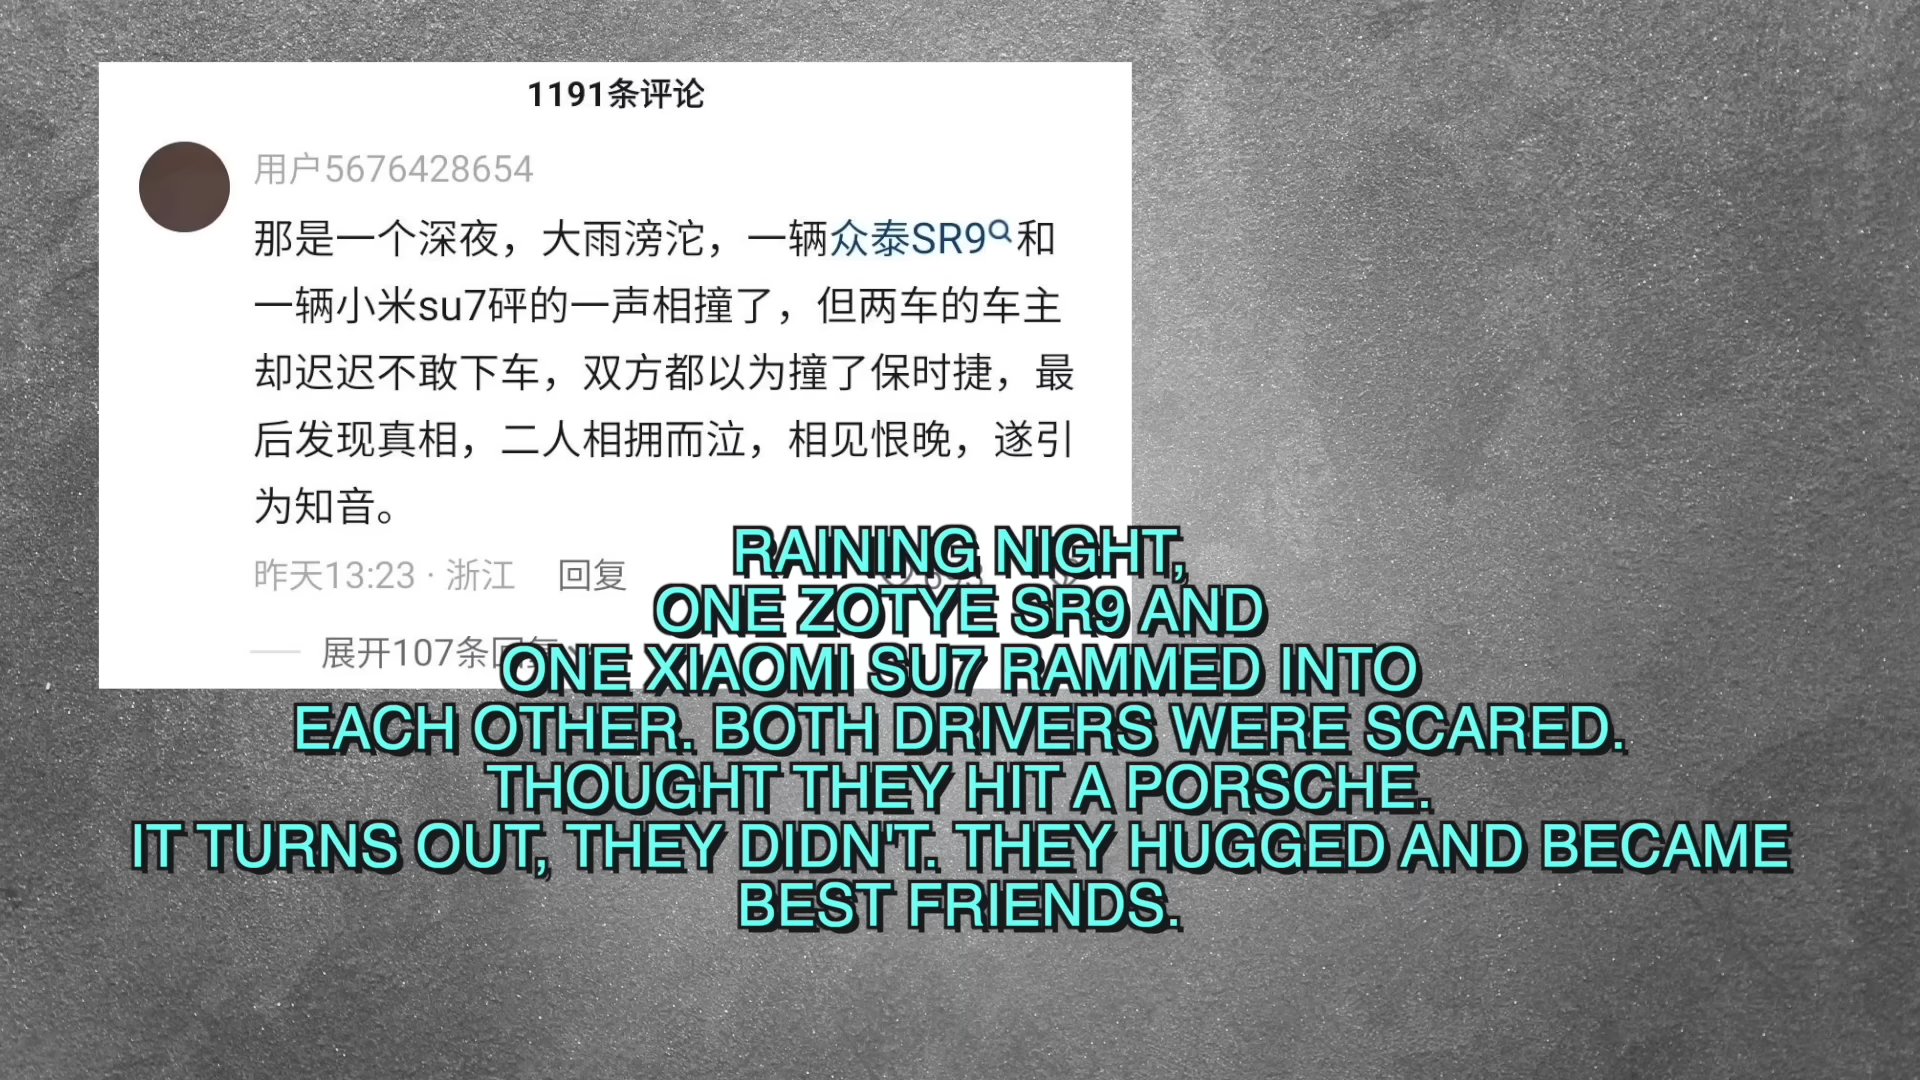 1191条评论
用户5676428654
那是一个深夜，大雨滂沱，一辆众泰SR9和
一辆小米su7砰的一声相撞了，但两车的车主
却迟迟不敢下车，双方都以为撞了保时捷，最
后发现真相，二人相拥而泣，相见恨晚，遂引
为知音。
昨天13:23 · 浙江 回复
展开107条回复
RAINING NIGHT,
ONE ZOTYE SR9 AND
ONE XIAOMI SU7 RAMMED INTO
EACH OTHER. BOTH DRIVERS WERE SCARED.
THOUGHT THEY HIT A PORSCHE.
IT TURNS OUT, THEY DIDN'T. THEY HUGGED AND BECAME
BEST FRIENDS.